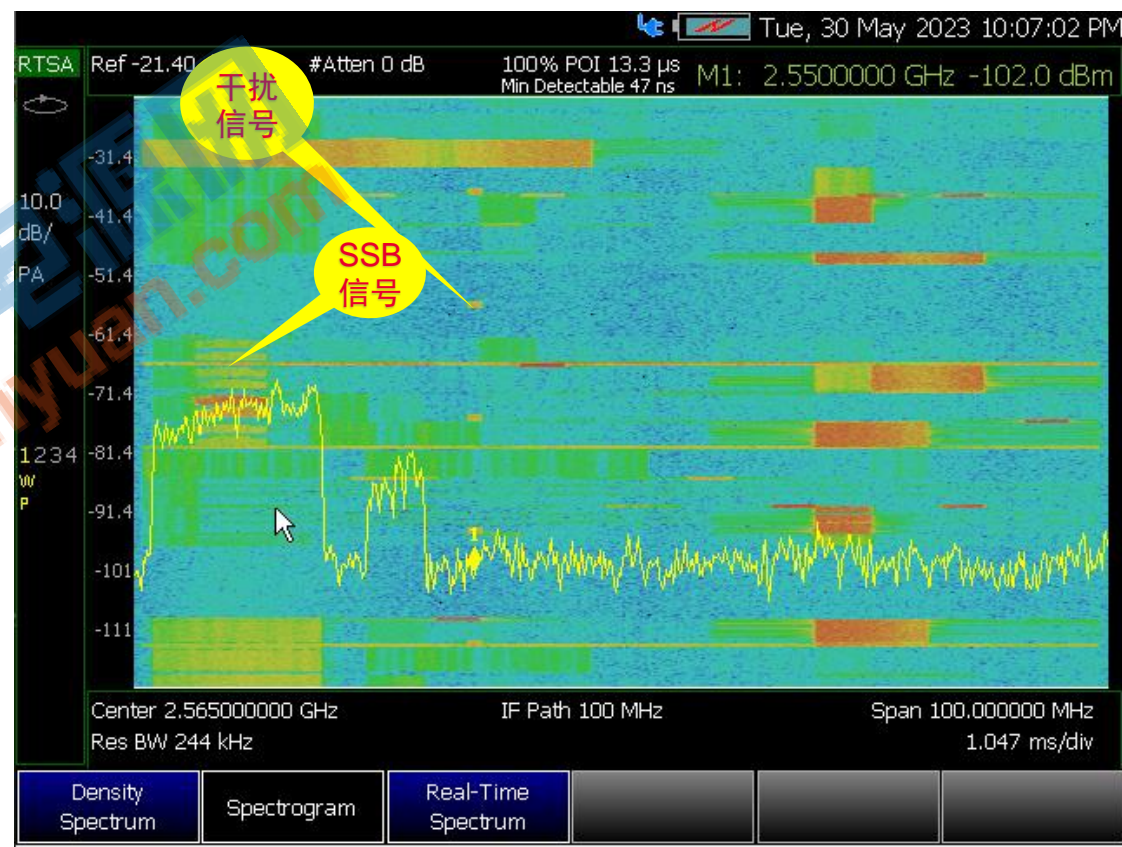 Tue, 30 May 2023 10:07:02 PM
RTSA
Ref -21.40
#Atten 0 dB
100% POI 13.3 µs
Min Detectable 47 ns
M1: 2.5500000 GHz -102.0 dBm
干扰
信号
-31.4
10.0
dB/
-41.4
SSB
信号
PA
-51.4
-61.4
-71.4
1234
-81.4
W
P
-91.4
1
-101
-111
.com
yuan
Center 2.565000000 GHz
IF Path 100 MHz
Span 100.000000 MHz
Res BW 244 kHz
1.047 ms/div
Density
Spectrum
Spectrogram
Real-Time
Spectrum